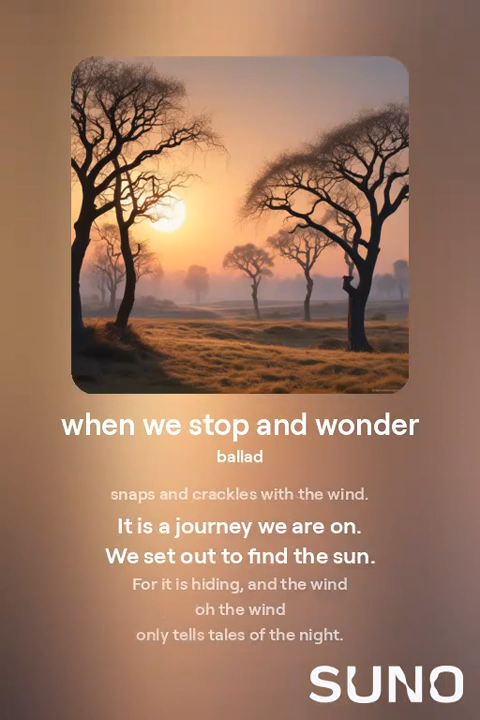 when we stop and wonder
ballad
snaps and crackles with the wind.
It is a journey we are on.
We set out to find the sun.
For it is hiding, and the wind
oh the wind
only tells tales of the night.
SUNO